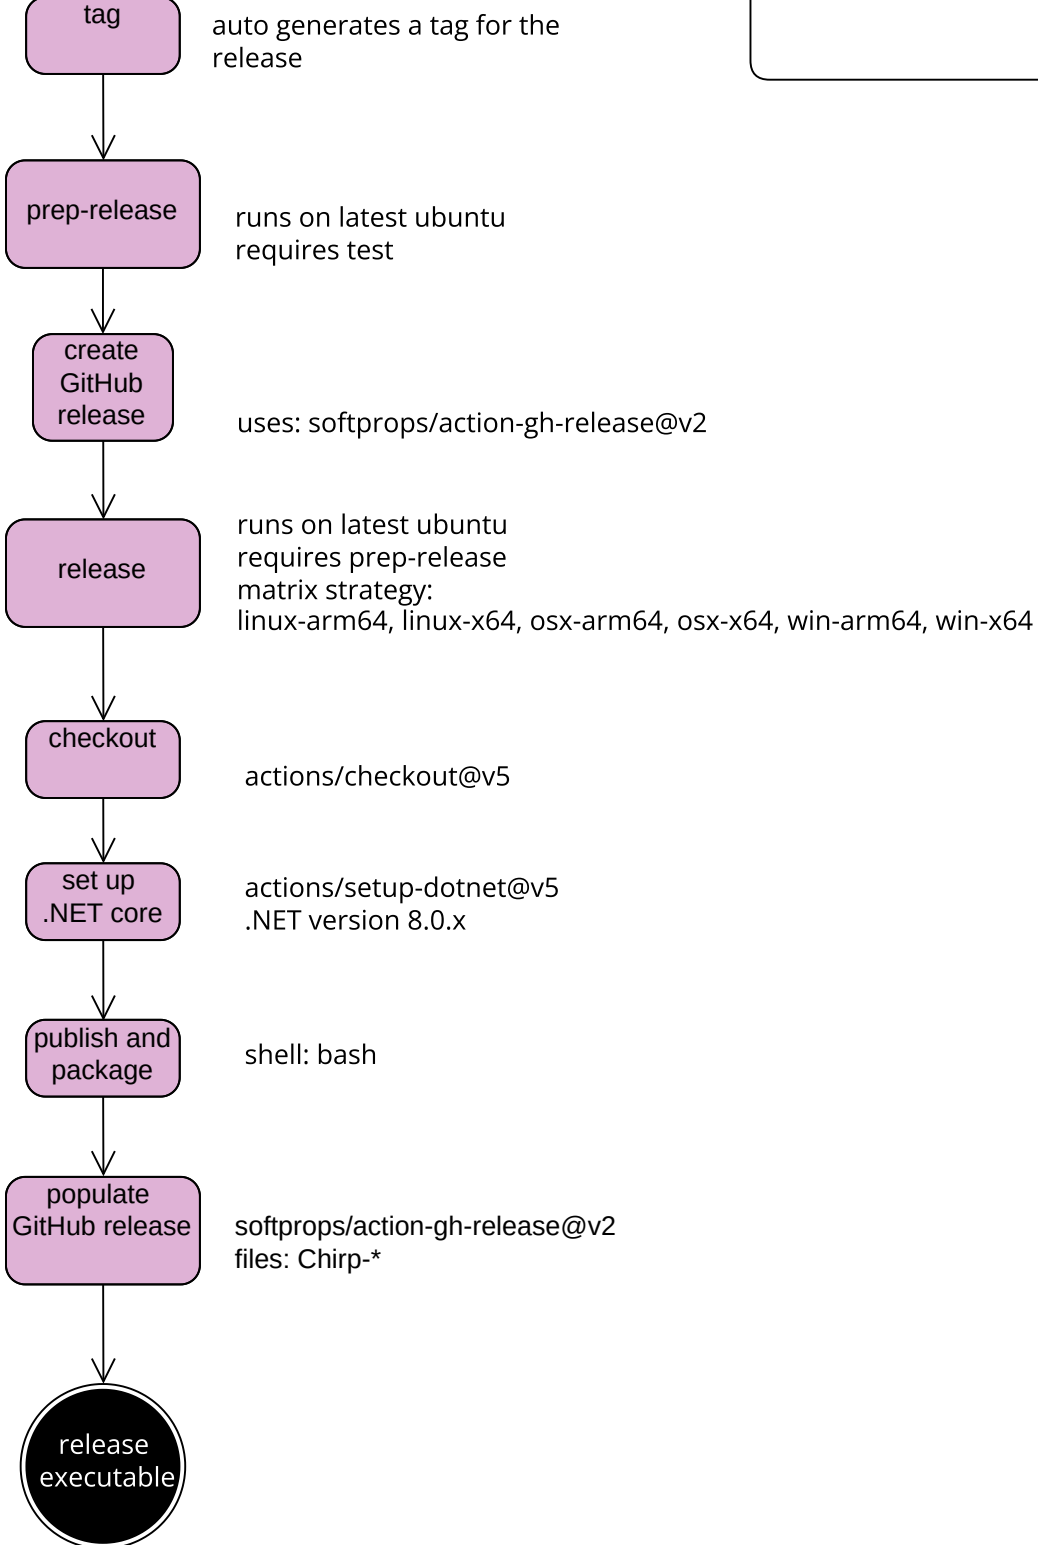 tag
auto generates a tag for the
release
prep-release
runs on latest ubuntu
requires test
create
GitHub
release
uses: softprops/action-gh-release@v2
release
runs on latest ubuntu
requires prep-release
matrix strategy:
linux-arm64, linux-x64, osx-arm64, osx-x64, win-arm64, win-x64
checkout
actions/checkout@v5
set up
.NET core
actions/setup-dotnet@v5
.NET version 8.0.x
publish and
package
shell: bash
populate
GitHub release
softprops/action-gh-release@v2
files: Chirp-*
release
executable